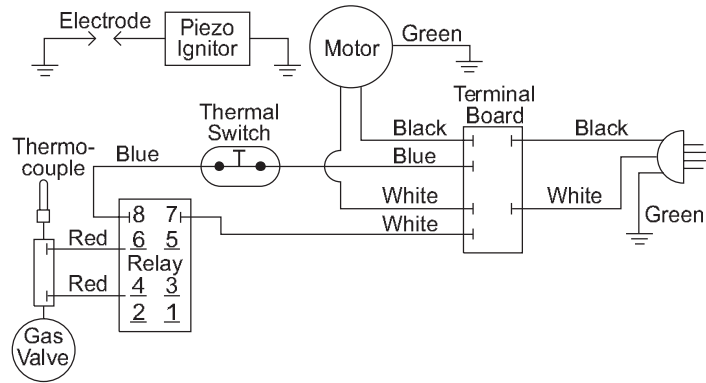 Electrode
Piezo
Ignitor
Motor
Green
Thermal
Switch
Terminal
Board
Thermo-
couple
Blue
Black
Blue
White
White
Black
White
Green
8 7
Red
6 5
Relay
Red
4 3
2 1
Gas
Valve